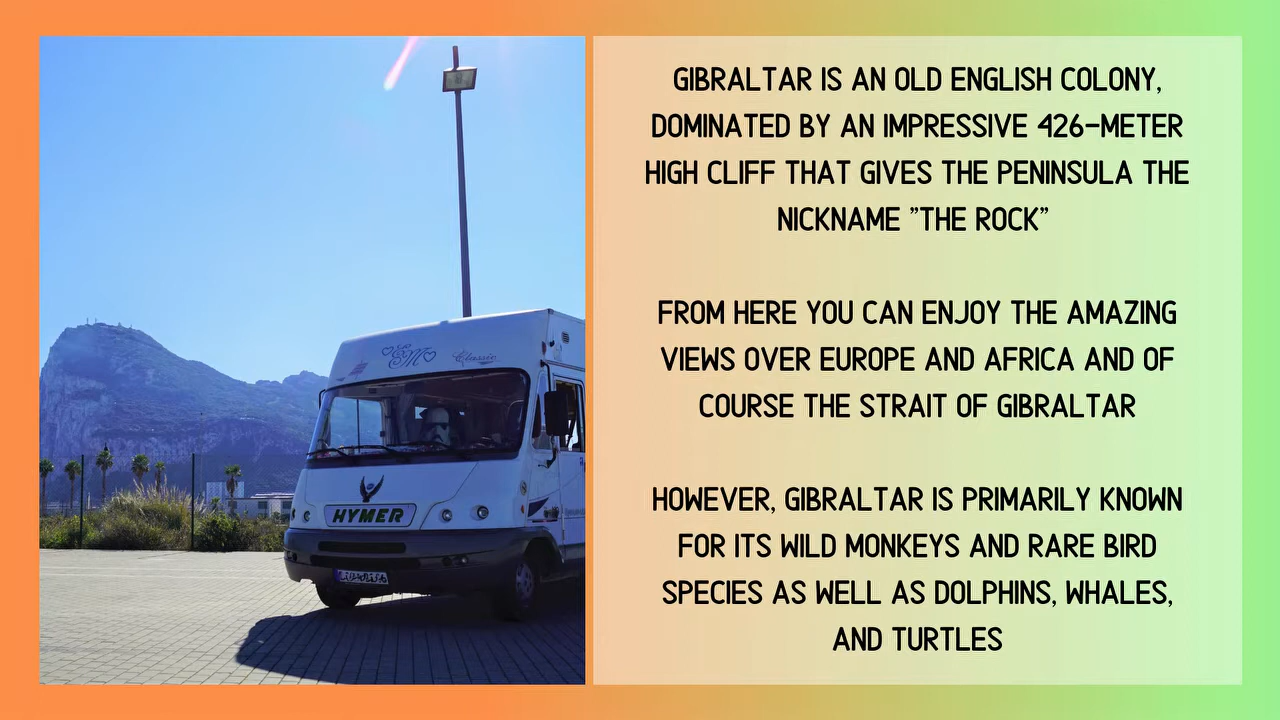 GIBRALTAR IS AN OLD ENGLISH COLONY,
DOMINATED BY AN IMPRESSIVE 426-METER
HIGH CLIFF THAT GIVES THE PENINSULA THE
NICKNAME "THE ROCK"
FROM HERE YOU CAN ENJOY THE AMAZING
VIEWS OVER EUROPE AND AFRICA AND OF
COURSE THE STRAIT OF GIBRALTAR
HOWEVER, GIBRALTAR IS PRIMARILY KNOWN
FOR ITS WILD MONKEYS AND RARE BIRD
SPECIES AS WELL AS DOLPHINS, WHALES,
AND TURTLES
Classic
HYMER